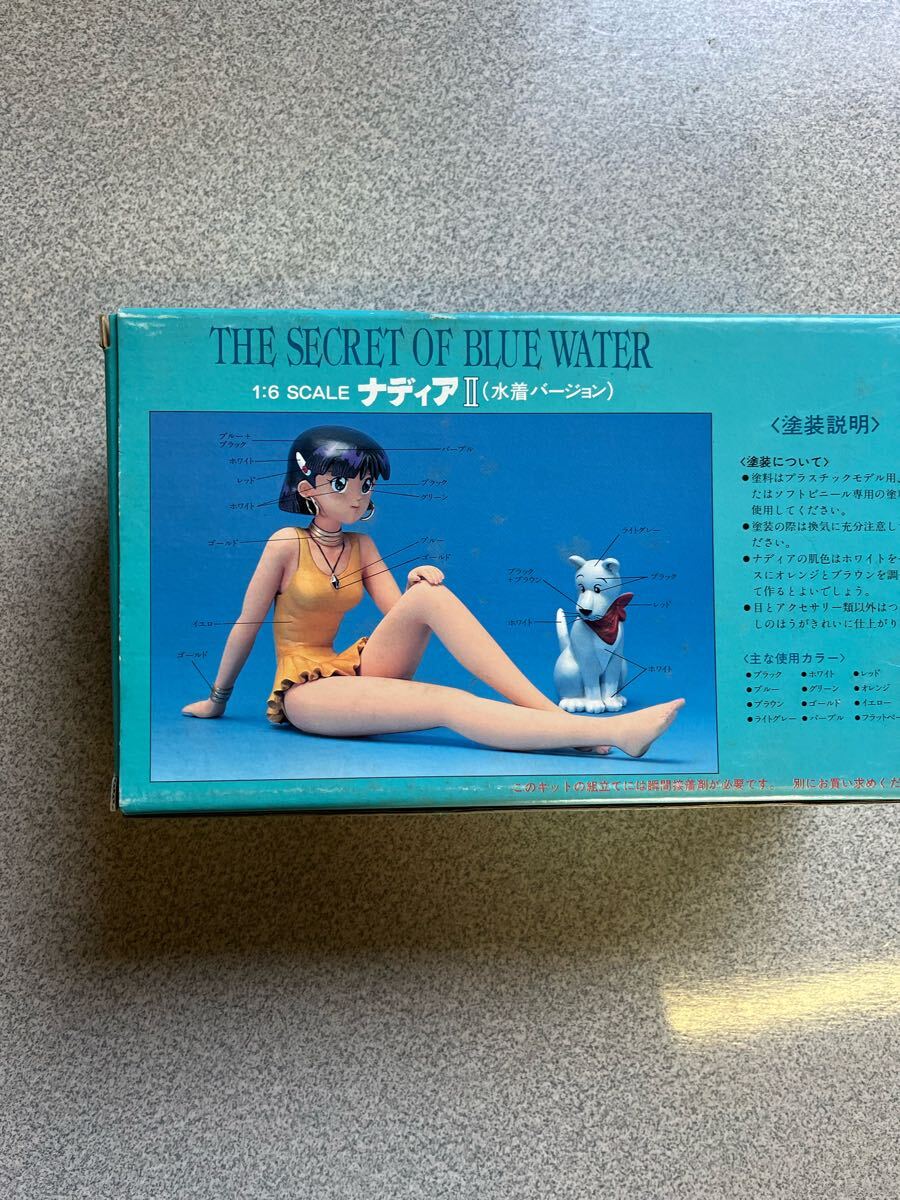 THE SECRET OF BLUE WATER
1:6 SCALE ナディアⅡ(水着バージョン)
ブルー+
ブラック
ホワイト
レッド
ホワイト
ゴールド
イエロー
ゴールド
パープル
ブラック
グリーン
ブルー
ゴールド
ライトグレー
ブラック
+ブラウン
ブラック
レッド
ホワイト
ホワイト
〈塗装説明〉
〈塗装について〉
●塗料はプラスチックモデル用、
たはソフトビニール専用の塗
使用してください。
●塗装の際は換気に充分注意し
ださい。
●ナディアの肌色はホワイトを
スにオレンジとブラウンを調
て作るとよいでしょう。
●目とアクセサリー類以外はつ
しのほうがきれいに仕上がり
〈主な使用カラー〉
●ブラック ●ホワイト ●レッド
●ブルー ●グリーン ●オレンジ
●ブラウン ●ゴールド ●イエロー
●ライトグレー ●パープル ●フラットベー
このキットの組立てには瞬間接着剤が必要です。 別にお買い求めくだ